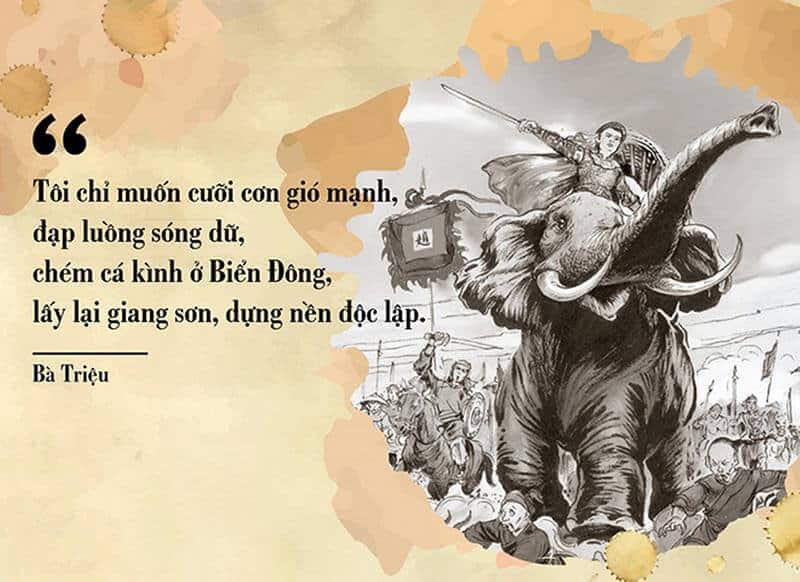 “
Tôi chỉ muốn cưỡi cơn gió mạnh,
đạp luồng sóng dữ,
chém cá kình ở Biển Đông,
lấy lại giang sơn, dựng nền độc lập.
Bà Triệu
趙